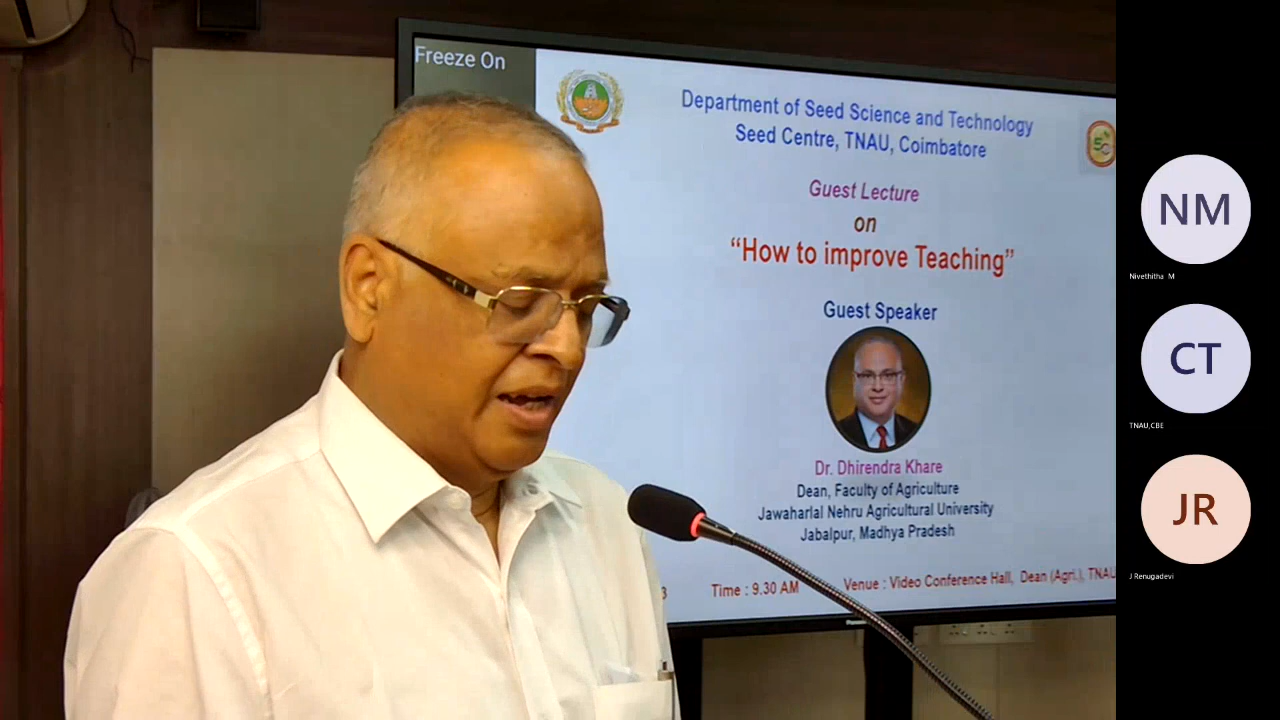 Freeze On
Department of Seed Science and Technology
Seed Centre, TNAU, Coimbatore
Guest Lecture
on
“How to improve Teaching”
Guest Speaker
Dr. Dhirendra Khare
Dean, Faculty of Agriculture
Jawaharlal Nehru Agricultural University
Jabalpur, Madhya Pradesh
3 Time : 9.30 AM Venue : Video Conference Hall, Dean (Agri.), TNAU
NM
Nivethitha M
CT
TNAU,CBE
JR
J Renugadevi